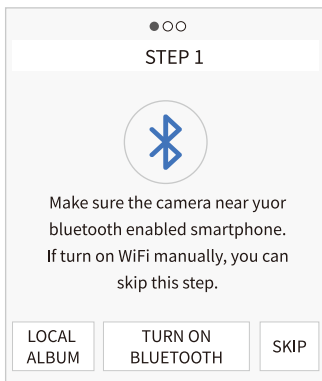 STEP 1
Make sure the camera near yuor
bluetooth enabled smartphone.
If turn on WiFi manually, you can
skip this step.
LOCAL
ALBUM
TURN ON
BLUETOOTH
SKIP